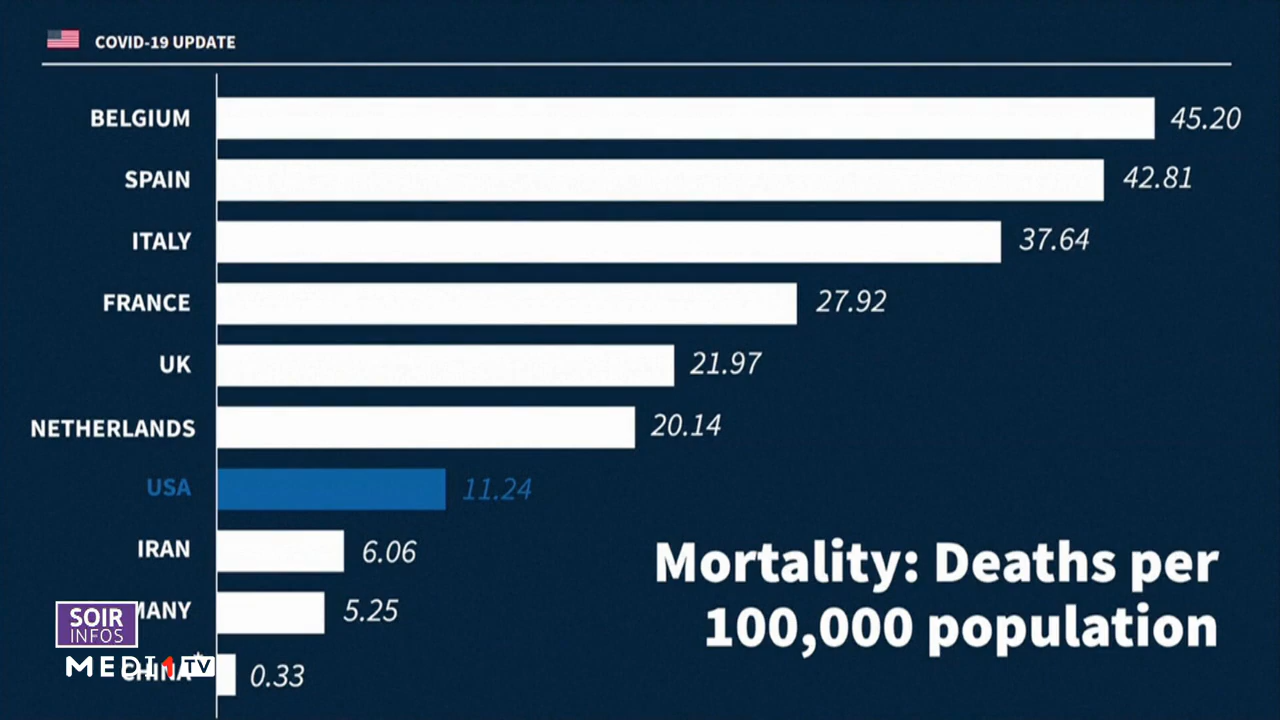 COVID-19 UPDATE
BELGIUM 45.20
SPAIN 42.81
ITALY 37.64
FRANCE 27.92
UK 21.97
NETHERLANDS 20.14
USA 11.24
IRAN 6.06
MANY 5.25
CHINA* 0.33
Mortality: Deaths per
100,000 population
SOIR
INFOS
MEDI1TV